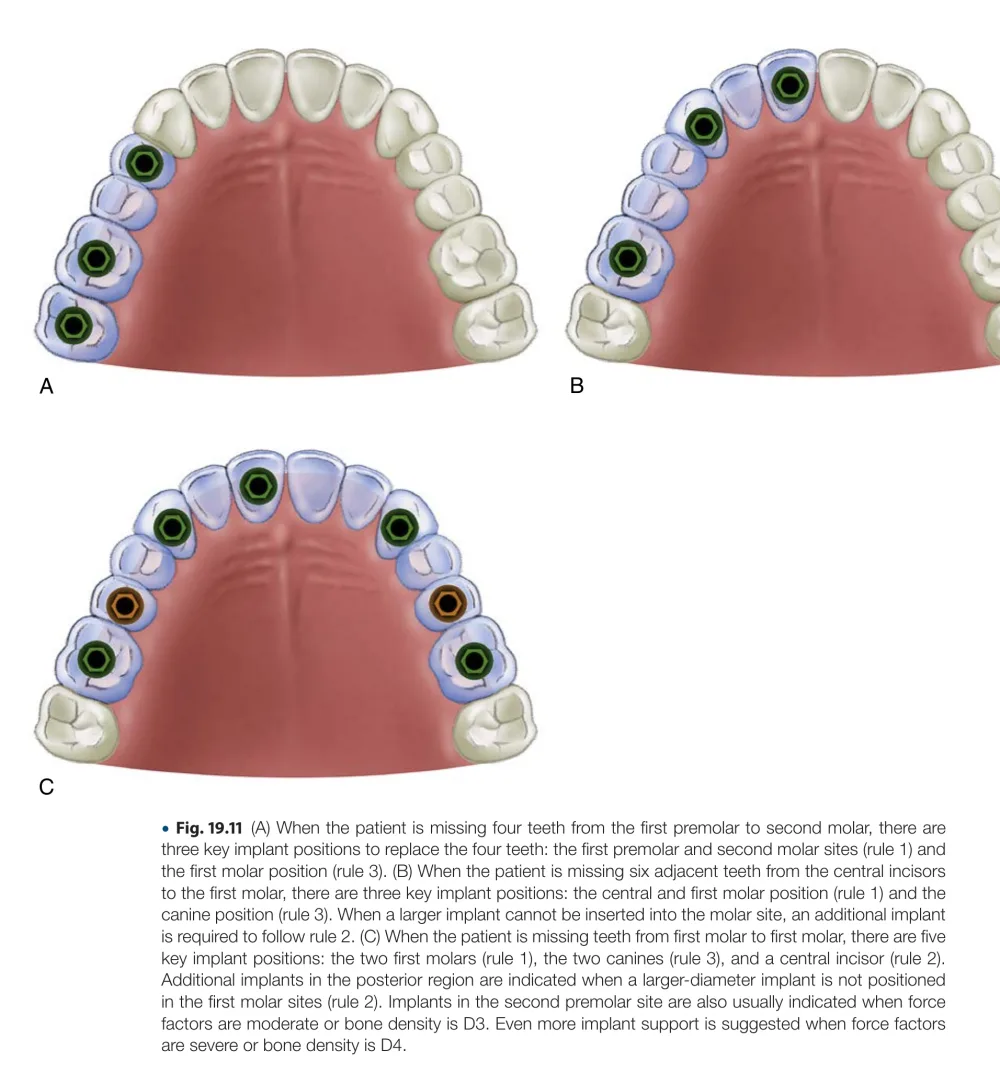 A
B
C
• Fig. 19.11 (A) When the patient is missing four teeth from the first premolar to second molar, there are
three key implant positions to replace the four teeth: the first premolar and second molar sites (rule 1) and
the first molar position (rule 3). (B) When the patient is missing six adjacent teeth from the central incisors
to the first molar, there are three key implant positions: the central and first molar position (rule 1) and the
canine position (rule 3). When a larger implant cannot be inserted into the molar site, an additional implant
is required to follow rule 2. (C) When the patient is missing teeth from first molar to first molar, there are five
key implant positions: the two first molars (rule 1), the two canines (rule 3), and a central incisor (rule 2).
Additional implants in the posterior region are indicated when a larger-diameter implant is not positioned
in the first molar sites (rule 2). Implants in the second premolar site are also usually indicated when force
factors are moderate or bone density is D3. Even more implant support is suggested when force factors
are severe or bone density is D4.